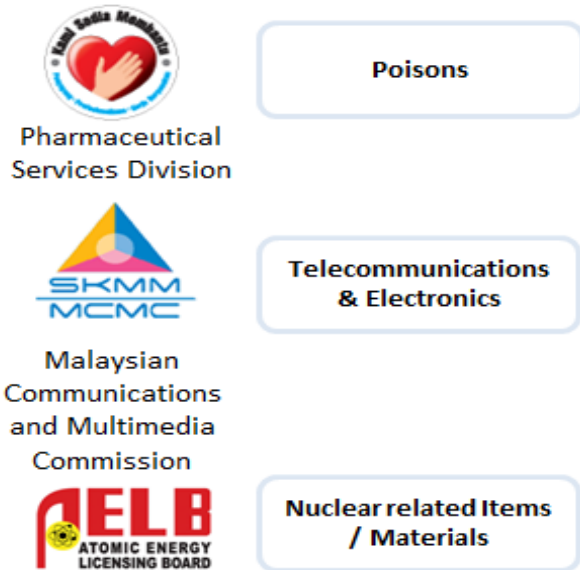 Kami Sedia Membantu
Poisons
Pharmaceutical
Services Division
SKMM
MCMC
Telecommunications
& Electronics
Malaysian
Communications
and Multimedia
Commission
AELB
ATOMIC ENERGY
LICENSING BOARD
Nuclear related Items
/ Materials